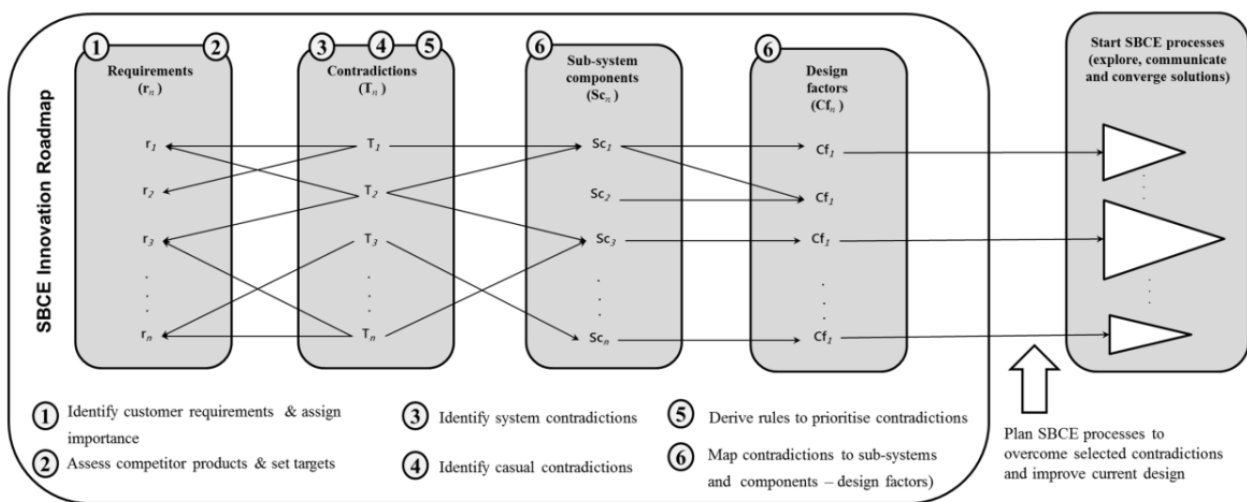 SBCE Innovation Roadmap
1
2
Requirements
(rn)
r1
r2
r3
.
.
.
rn
3
4
5
Contradictions
(Tn)
T1
T2
T3
.
.
.
Tn
6
Sub-system
components
(Scn)
Sc1
Sc2
Sc3
.
.
.
Scn
6
Design
factors
(Cfn)
Cf1
Cf1
Cf1
.
.
.
Cf1
Start SBCE processes
(explore, communicate
and converge solutions)
1 Identify customer requirements & assign
importance
2 Assess competitor products & set targets
3 Identify system contradictions
4 Identify casual contradictions
5 Derive rules to prioritise contradictions
6 Map contradictions to sub-systems
and components – design factors)
Plan SBCE processes to
overcome selected contradictions
and improve current design